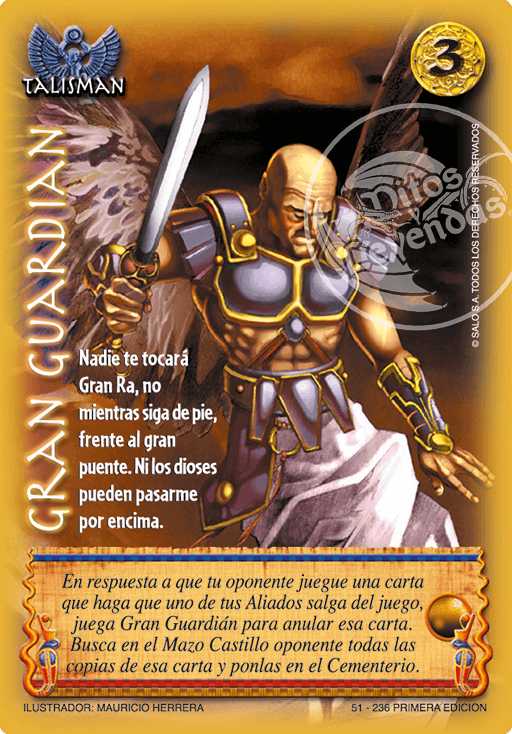 TALISMAN
3
GRAN GUARDIAN
Mitos
y
Leyendas
© SALO S.A. TODOS LOS DERECHOS RESERVADOS
Nadie te tocará
Gran Ra, no
mientras siga de pie,
frente al gran
puente. Ni los dioses
pueden pasarme
por encima.
En respuesta a que tu oponente juegue una carta
que haga que uno de tus Aliados salga del juego,
juega Gran Guardián para anular esa carta.
Busca en el Mazo Castillo oponente todas las
copias de esa carta y ponlas en el Cementerio.
ILUSTRADOR: MAURICIO HERRERA
51 - 236 PRIMERA EDICION